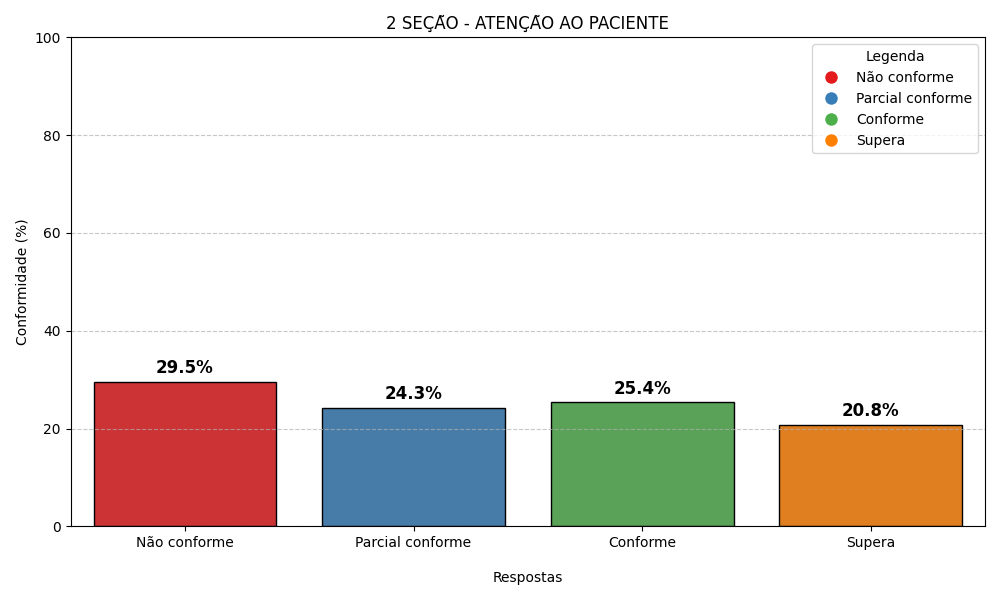 2 SEÇÃO - ATENÇÃO AO PACIENTE
Legenda
Não conforme
Parcial conforme
Conforme
Supera
Conformidade (%)
100
80
60
40
20
0
29.5%
24.3%
25.4%
20.8%
Não conforme
Parcial conforme
Conforme
Supera
Respostas